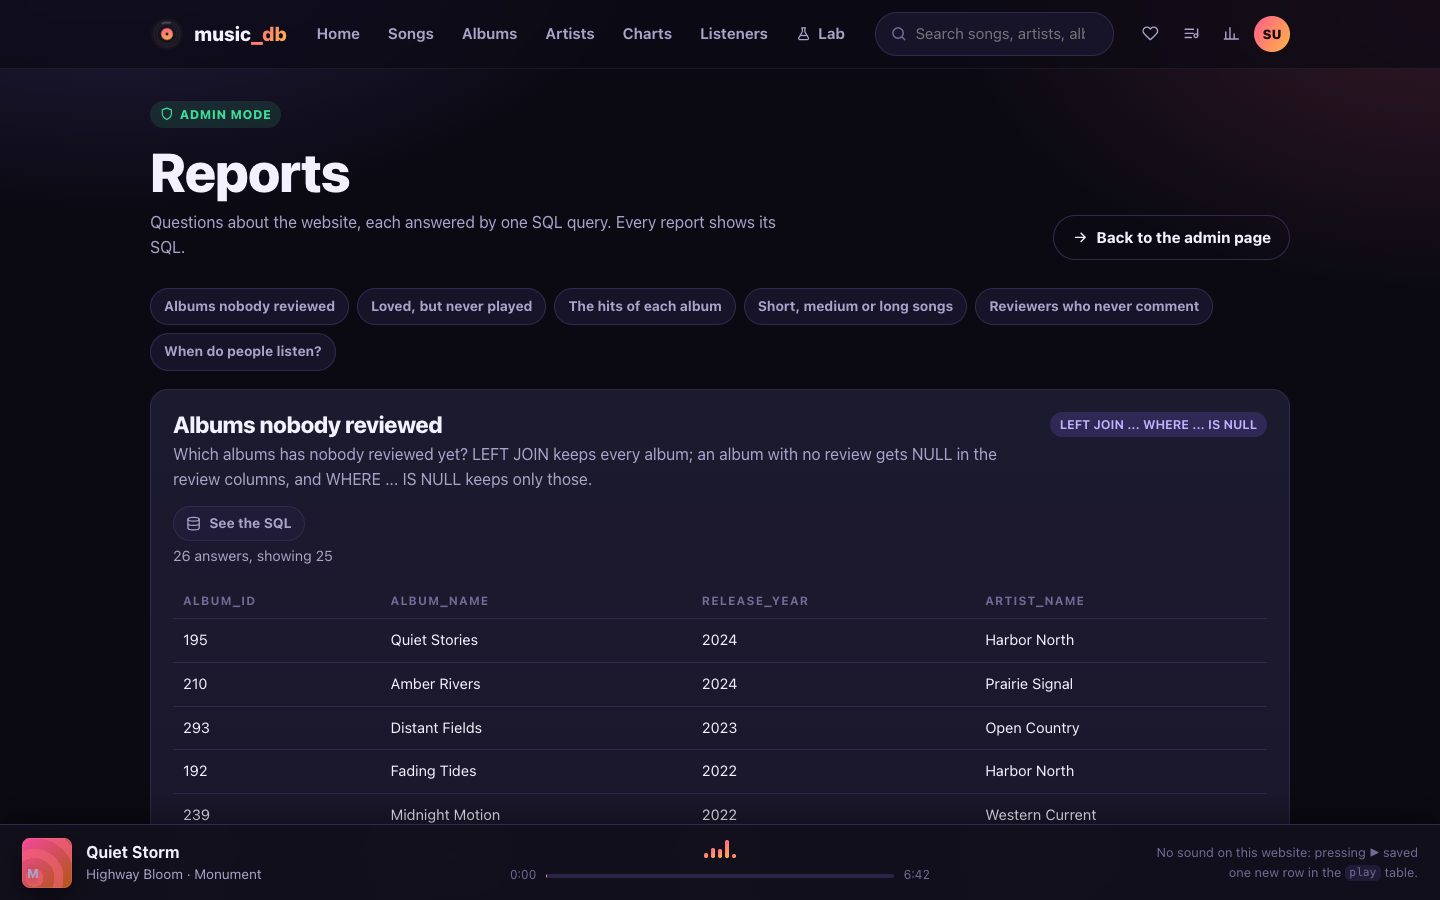 music_db Home Songs Albums Artists Charts Listeners Lab Search songs, artists, alb SU
ADMIN MODE
Reports
Questions about the website, each answered by one SQL query. Every report shows its
SQL.
Back to the admin page
Albums nobody reviewed Loved, but never played The hits of each album Short, medium or long songs Reviewers who never comment
When do people listen?
Albums nobody reviewed
LEFT JOIN ... WHERE ... IS NULL
Which albums has nobody reviewed yet? LEFT JOIN keeps every album; an album with no review gets NULL in the
review columns, and WHERE ... IS NULL keeps only those.
See the SQL
26 answers, showing 25
ALBUM_ID ALBUM_NAME RELEASE_YEAR ARTIST_NAME
195 Quiet Stories 2024 Harbor North
210 Amber Rivers 2024 Prairie Signal
293 Distant Fields 2023 Open Country
192 Fading Tides 2022 Harbor North
239 Midnight Motion 2022 Western Current
M
Quiet Storm
Highway Bloom · Monument
0:00 6:42
No sound on this website: pressing ▶ saved
one new row in the play table.